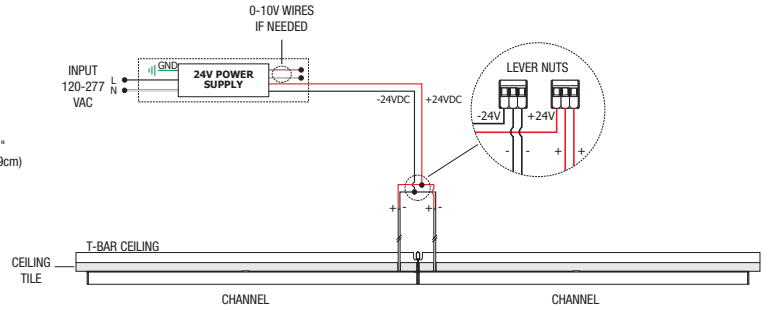 0-10V WIRES
IF NEEDED
GND
INPUT
120-277
VAC
L
N
24V POWER
SUPPLY
LEVER NUTS
-24VDC
+24VDC
-24V
+24V
- -
+ +
"
9cm)
+ -
+ -
T-BAR CEILING
CEILING
TILE
CHANNEL
CHANNEL